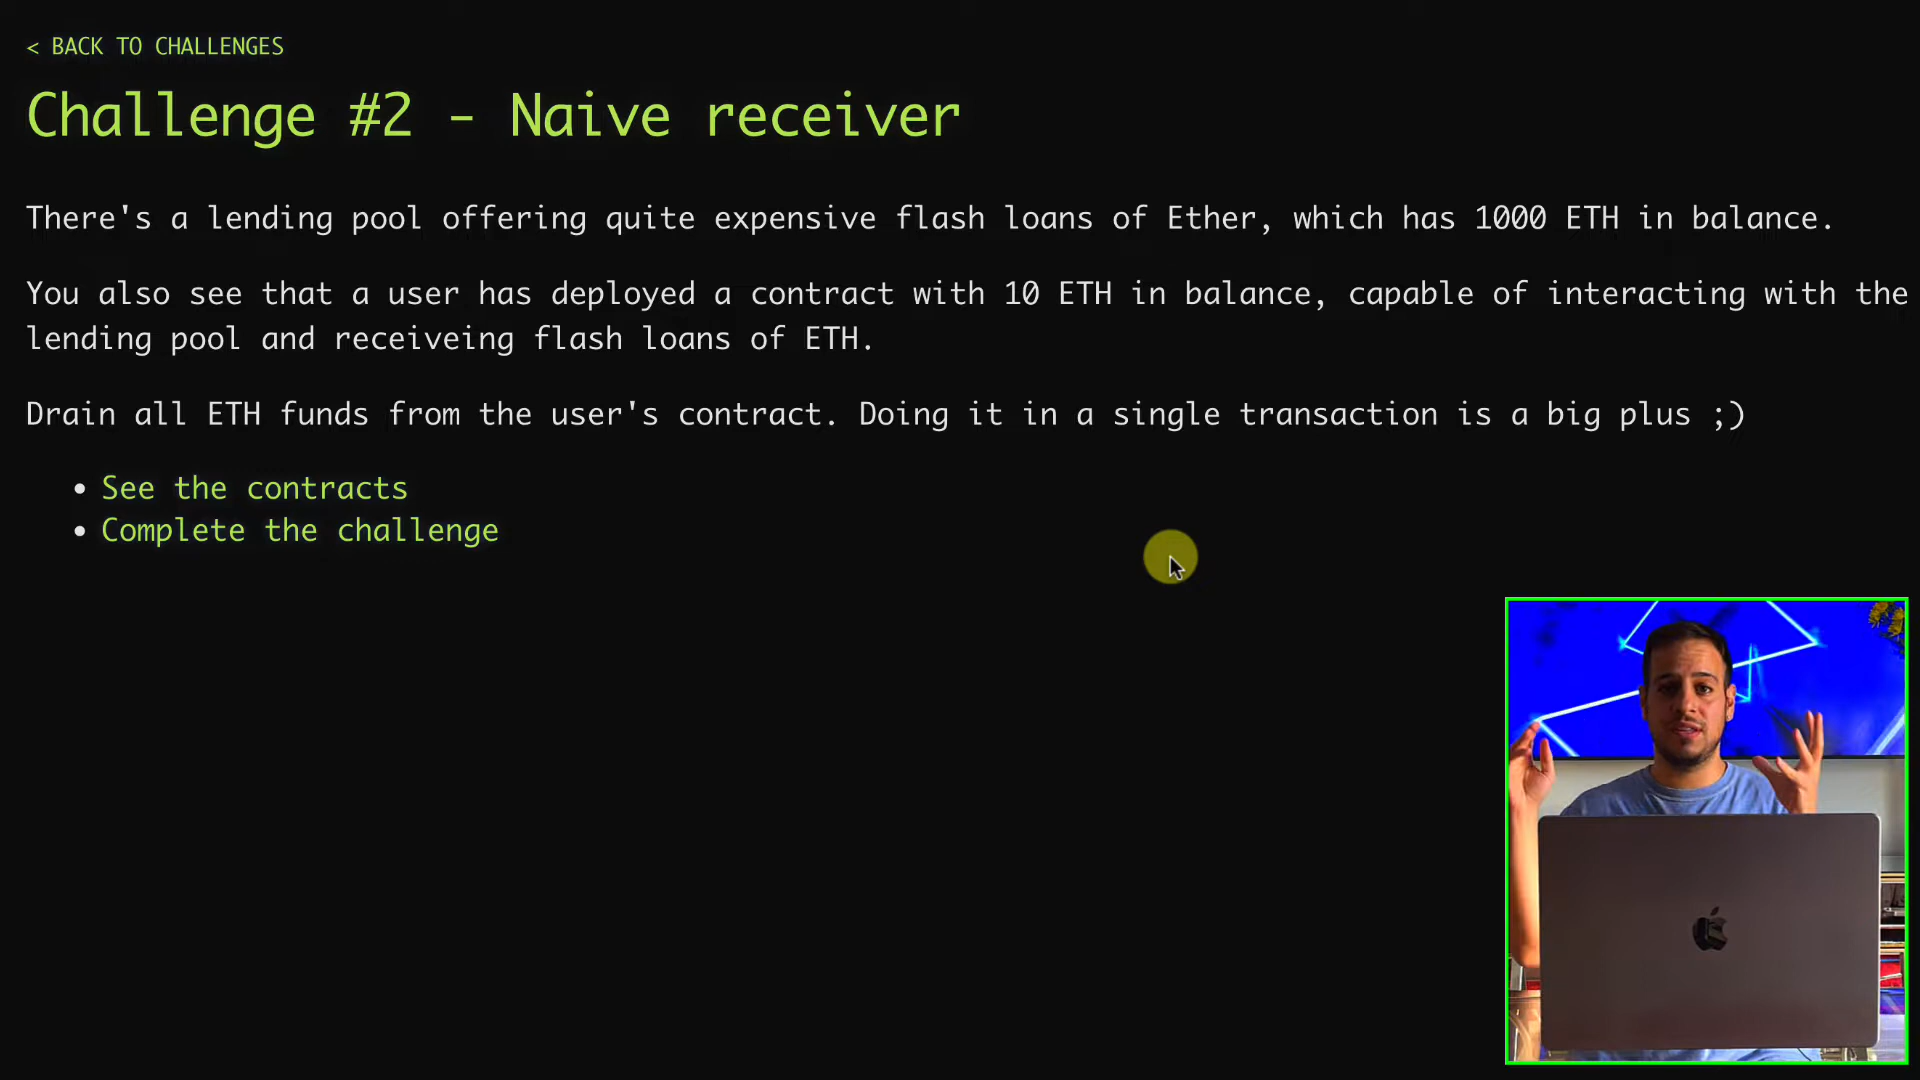 < BACK TO CHALLENGES
Challenge #2 - Naive receiver
There's a lending pool offering quite expensive flash loans of Ether, which has 1000 ETH in balance.
You also see that a user has deployed a contract with 10 ETH in balance, capable of interacting with the
lending pool and receiveing flash loans of ETH.
Drain all ETH funds from the user's contract. Doing it in a single transaction is a big plus ;)
• See the contracts
• Complete the challenge